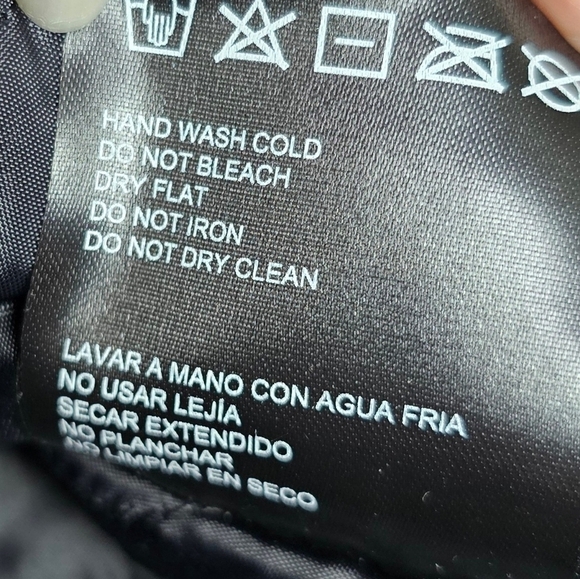 HAND WASH COLD
DO NOT BLEACH
DRY FLAT
DO NOT IRON
DO NOT DRY CLEAN
LAVAR A MANO CON AGUA FRIA
NO USAR LEJÍA
SECAR EXTENDIDO
NO PLANCHAR
NO LIMPIAR EN SECO